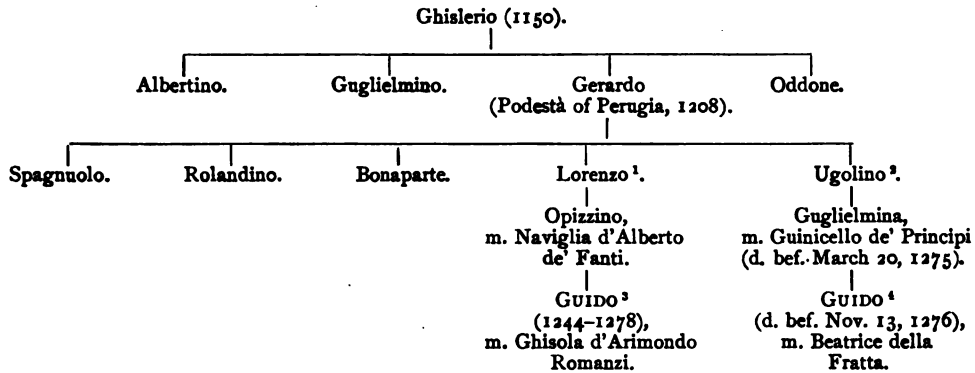 Ghislerio (1150).
Albertino. Guglielmino. Gerardo Oddone.
(Podestà of Perugia, 1208).
Spagnuolo. Rolandino. Bonaparte. Lorenzo ¹. Ugolino ².
Opizzino, Guglielmina,
m. Naviglia d'Alberto m. Guinicello de' Principi
de' Fanti. (d. bef. March 20, 1275).
GUIDO ³ GUIDO ⁴
(1244–1278), (d. bef. Nov. 13, 1276),
m. Ghisola d'Arimondo m. Beatrice della
Romanzi. Fratta.